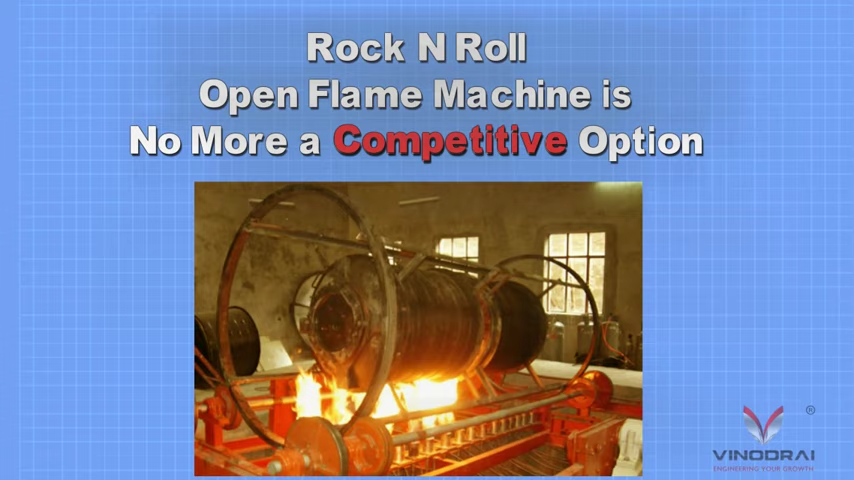 Rock N Roll
Open Flame Machine is
No More a Competitive Option
®
VINODRAI
ENGINEERING YOUR GROWTH